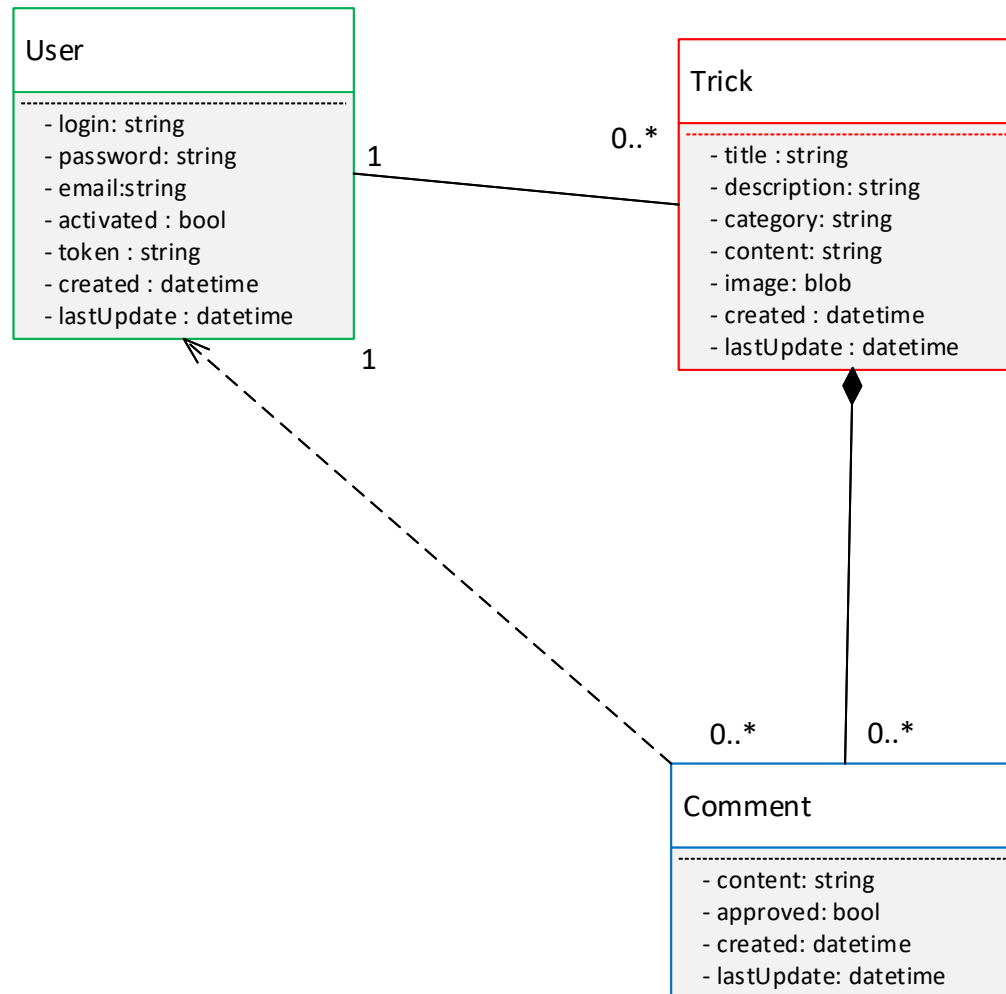 User
- login: string
- password: string
- email:string
- activated : bool
- token : string
- created : datetime
- lastUpdate : datetime
1
0..*
Trick
- title : string
- description: string
- category: string
- content: string
- image: blob
- created : datetime
- lastUpdate : datetime
1
0..*
0..*
Comment
- content: string
- approved: bool
- created: datetime
- lastUpdate: datetime